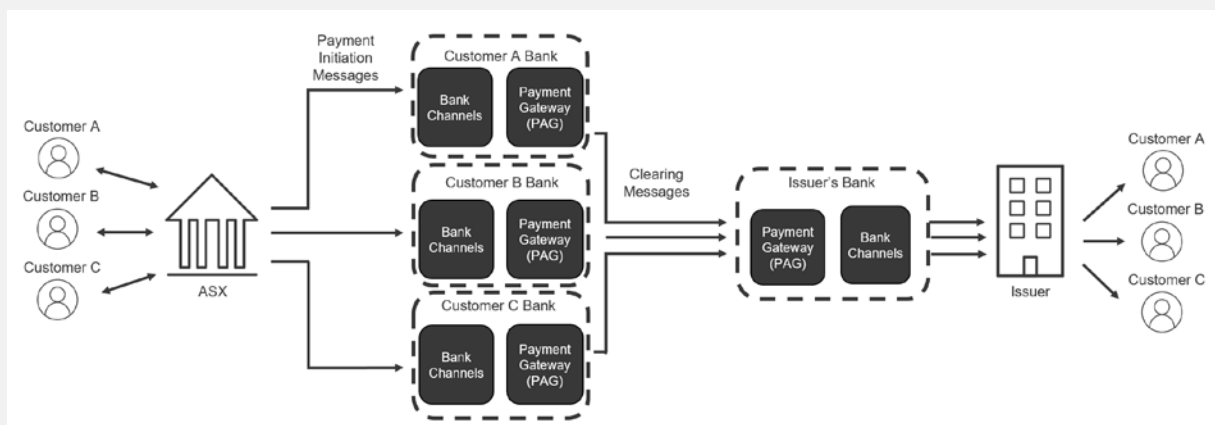 Customer A
Customer B
Customer C
ASX
Payment
Initiation
Messages
Customer A Bank
Bank
Channels
Payment
Gateway
(PAG)
Customer B Bank
Bank
Channels
Payment
Gateway
(PAG)
Customer C Bank
Bank
Channels
Payment
Gateway
(PAG)
Clearing
Messages
Issuer's Bank
Payment
Gateway
(PAG)
Bank
Channels
Issuer
Customer A
Customer B
Customer C